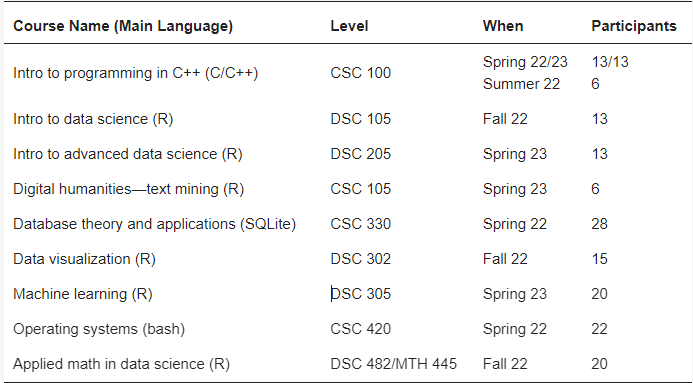 Course Name (Main Language) Level When Participants
Intro to programming in C++ (C/C++) CSC 100 Spring 22/23 13/13
Summer 22 6
Intro to data science (R) DSC 105 Fall 22 13
Intro to advanced data science (R) DSC 205 Spring 23 13
Digital humanities—text mining (R) CSC 105 Spring 23 6
Database theory and applications (SQLite) CSC 330 Spring 22 28
Data visualization (R) DSC 302 Fall 22 15
Machine learning (R) DSC 305 Spring 23 20
Operating systems (bash) CSC 420 Spring 22 22
Applied math in data science (R) DSC 482/MTH 445 Fall 22 20